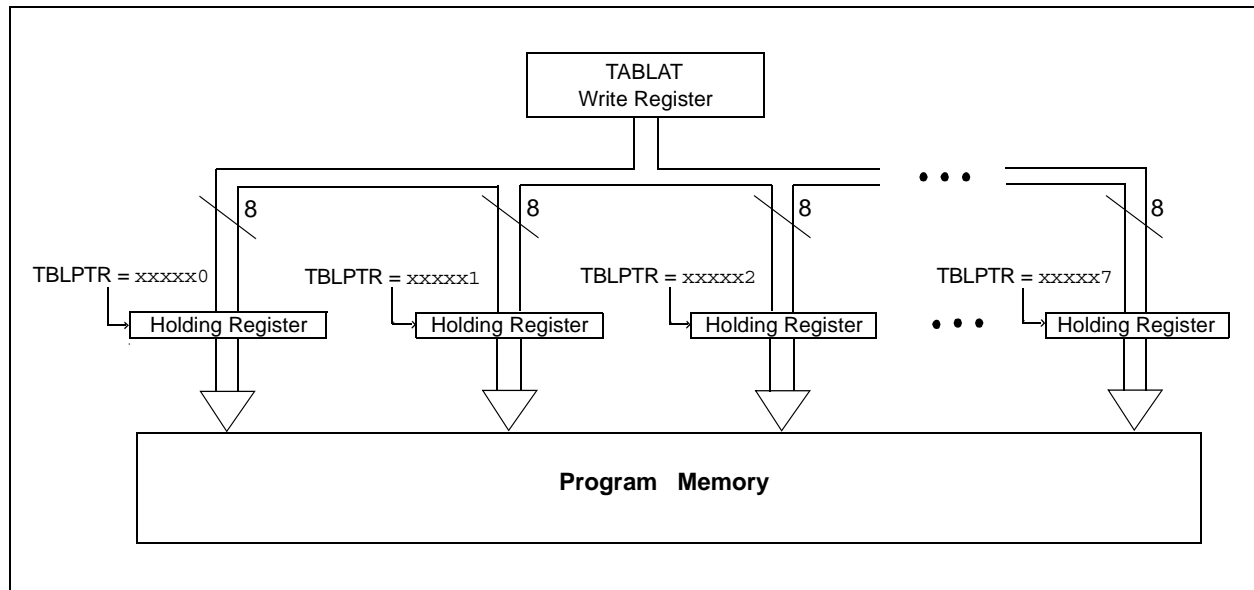 TABLAT
Write Register
8
8
8
8
TBLPTR = xxxxx0
TBLPTR = xxxxx1
TBLPTR = xxxxx2
TBLPTR = xxxxx7
Holding Register
Holding Register
Holding Register
Holding Register
Program Memory